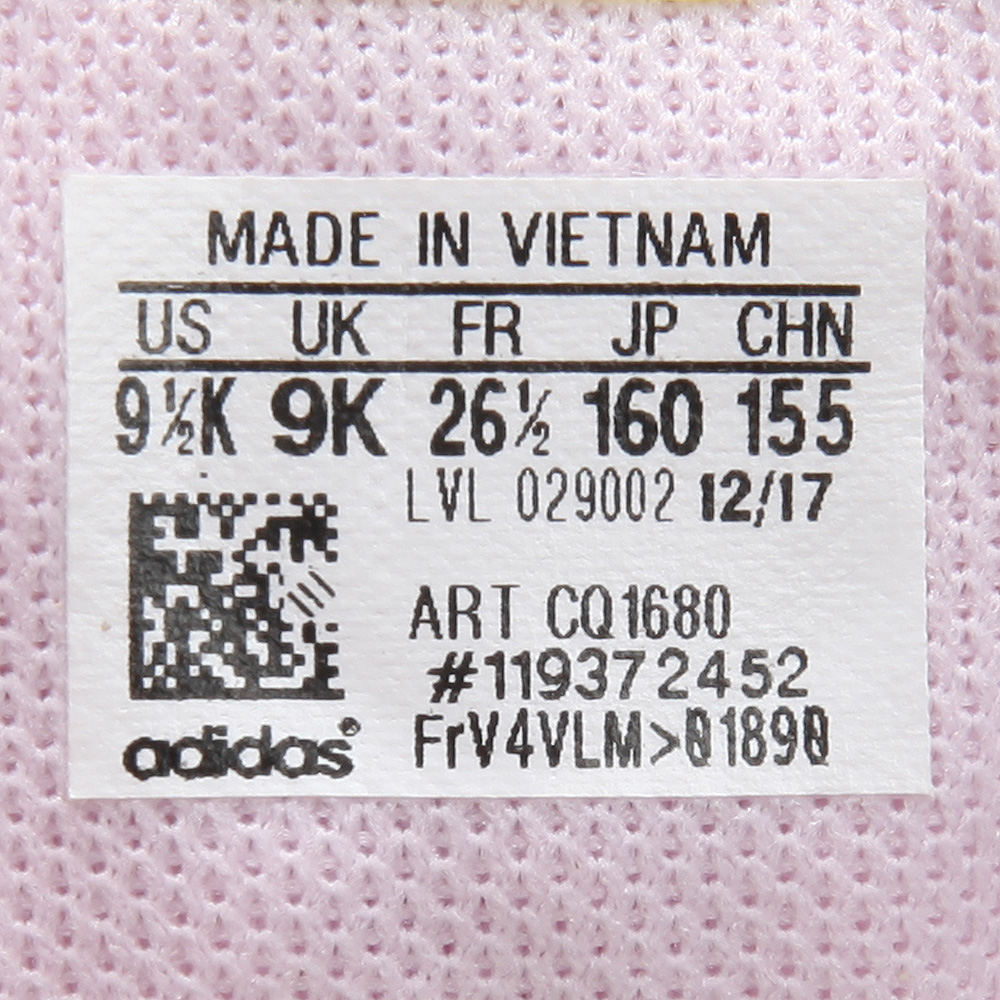 MADE IN VIETNAM
US UK FR JP CHN
9½K 9K 26½ 160 155
LVL 029002 12/17
ART CQ1680
#119372452
FrV4VLM>01890
adidas®